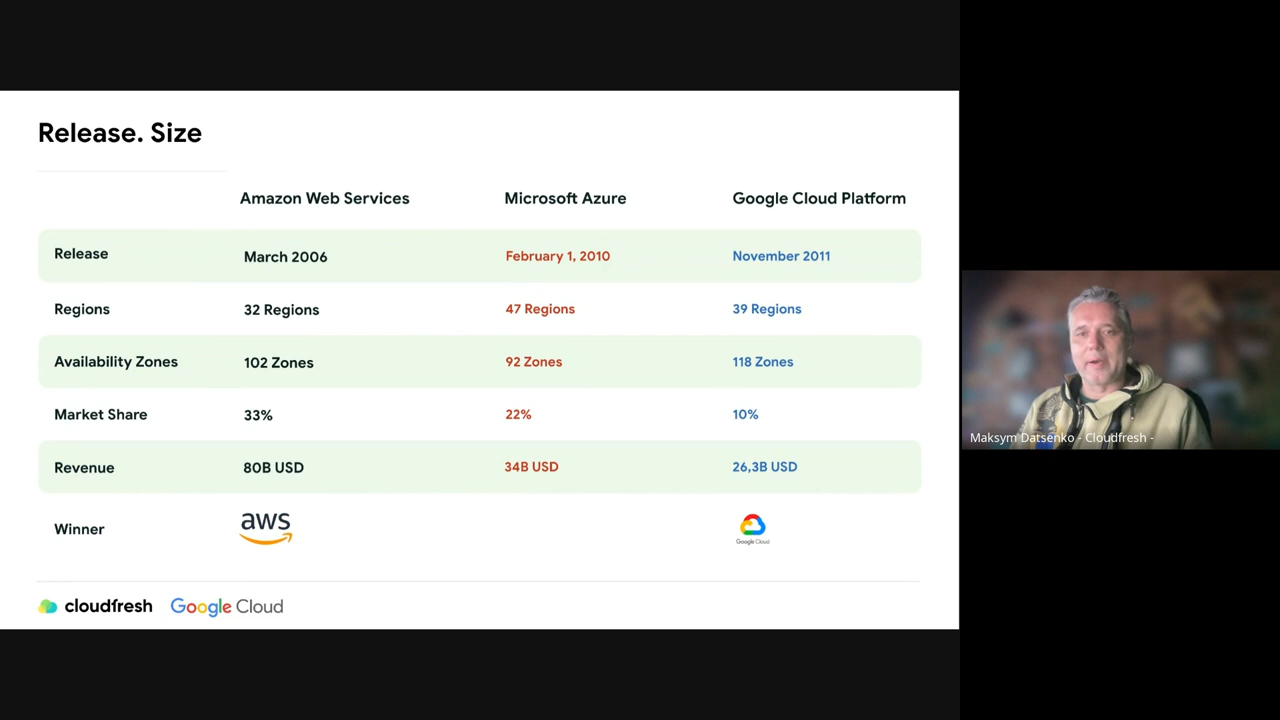 Release. Size
Amazon Web Services Microsoft Azure Google Cloud Platform
Release March 2006 February 1, 2010 November 2011
Regions 32 Regions 47 Regions 39 Regions
Availability Zones 102 Zones 92 Zones 118 Zones
Market Share 33% 22% 10%
Revenue 80B USD 34B USD 26,3B USD
Winner aws Google Cloud
cloudfresh Google Cloud
Maksym Datsenko - Cloudfresh -